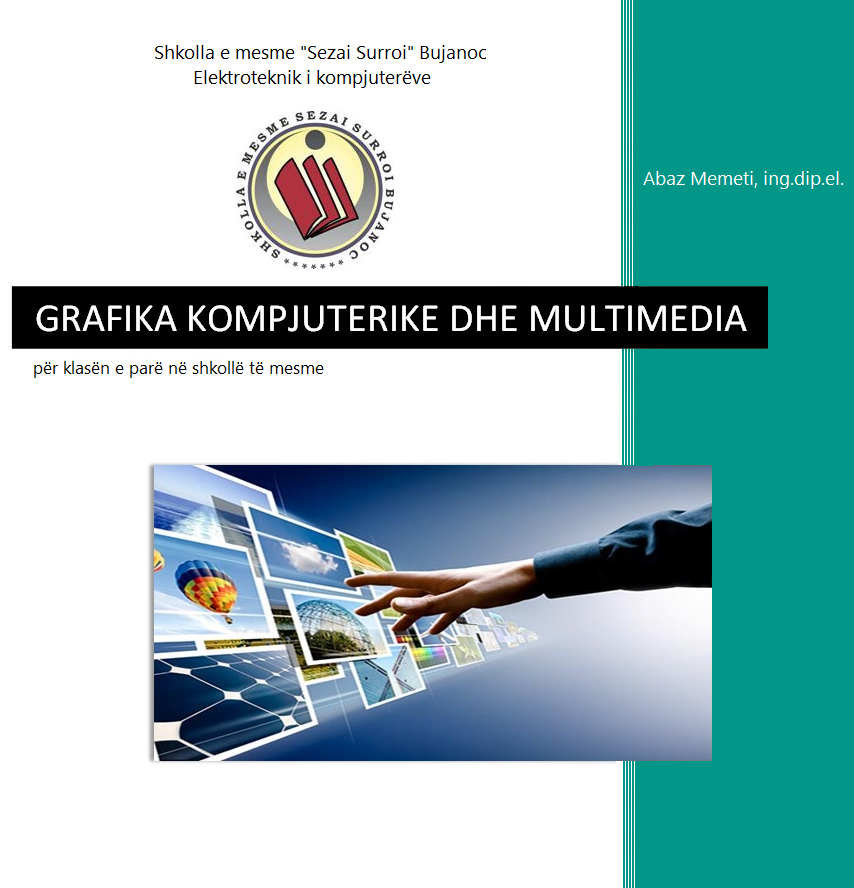 Shkolla e mesme "Sezai Surroi" Bujanoc
Elektroteknik i kompjuterëve
SHKOLLA E MESME SEZAI SURROI BUJANOC
Abaz Memeti, ing.dip.el.
GRAFIKA KOMPJUTERIKE DHE MULTIMEDIA
për klasën e parë në shkollë të mesme